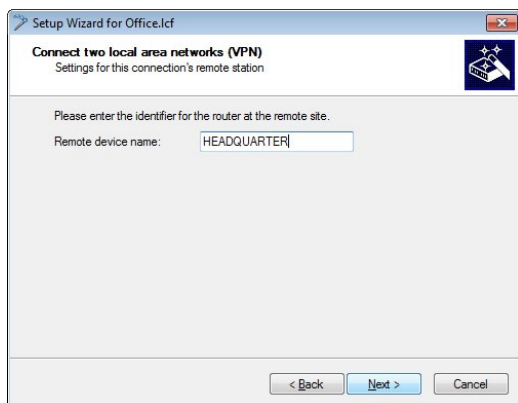 Setup Wizard for Office.lcf
Connect two local area networks (VPN)
Settings for this connection's remote station
Please enter the identifier for the router at the remote site.
Remote device name: HEADQUARTER
< Back Next > Cancel